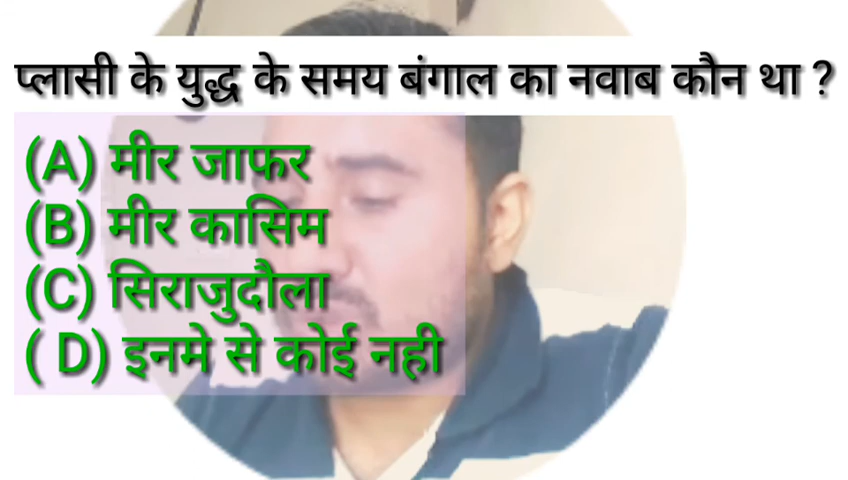 प्लासी के युद्ध के समय बंगाल का नवाब कौन था ?
(A) मीर जाफर
(B) मीर कासिम
(C) सिराजुदौला
( D) इनमे से कोई नही